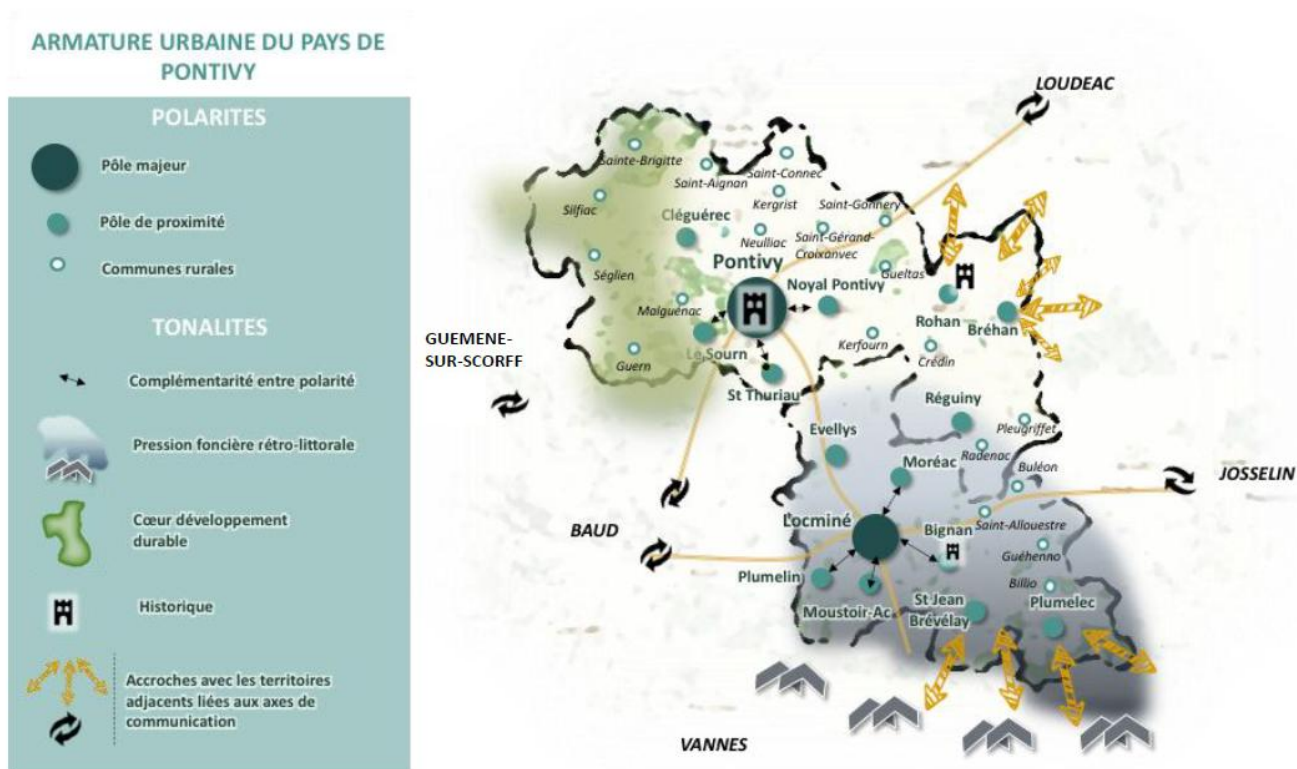 ARMATURE URBAINE DU PAYS DE
PONTIVY
POLARITES
Pôle majeur
Pôle de proximité
Communes rurales
TONALITES
Complémentarité entre polarité
Pression foncière rétro-littorale
Cœur développement
durable
Historique
Accroches avec les territoires
adjacents liées aux axes de
communication
LOUDEAC
Sainte-Brigitte
Saint-Connec
Saint-Aignan
Silfiac
Kergrist
Saint-Gonnery
Cléguérec
Neulliac
Saint-Gérand-
Croixanvec
Séglien
Pontivy
Gueltas
Noyal Pontivy
Malguénac
Rohan
Bréhan
GUEMENE-
SUR-SCORFF
Le Sourn
Kerfourn
Guern
Crédin
St Thuriau
Réguiny
Evellys
Pleugriffet
Radenac
Moréac
Buléon
JOSSELIN
Locminé
BAUD
Bignan
Saint-Allouestre
Guéhenno
Plumelin
Billio
Moustoir-Ac
St Jean
Brévélay
Plumelec
VANNES